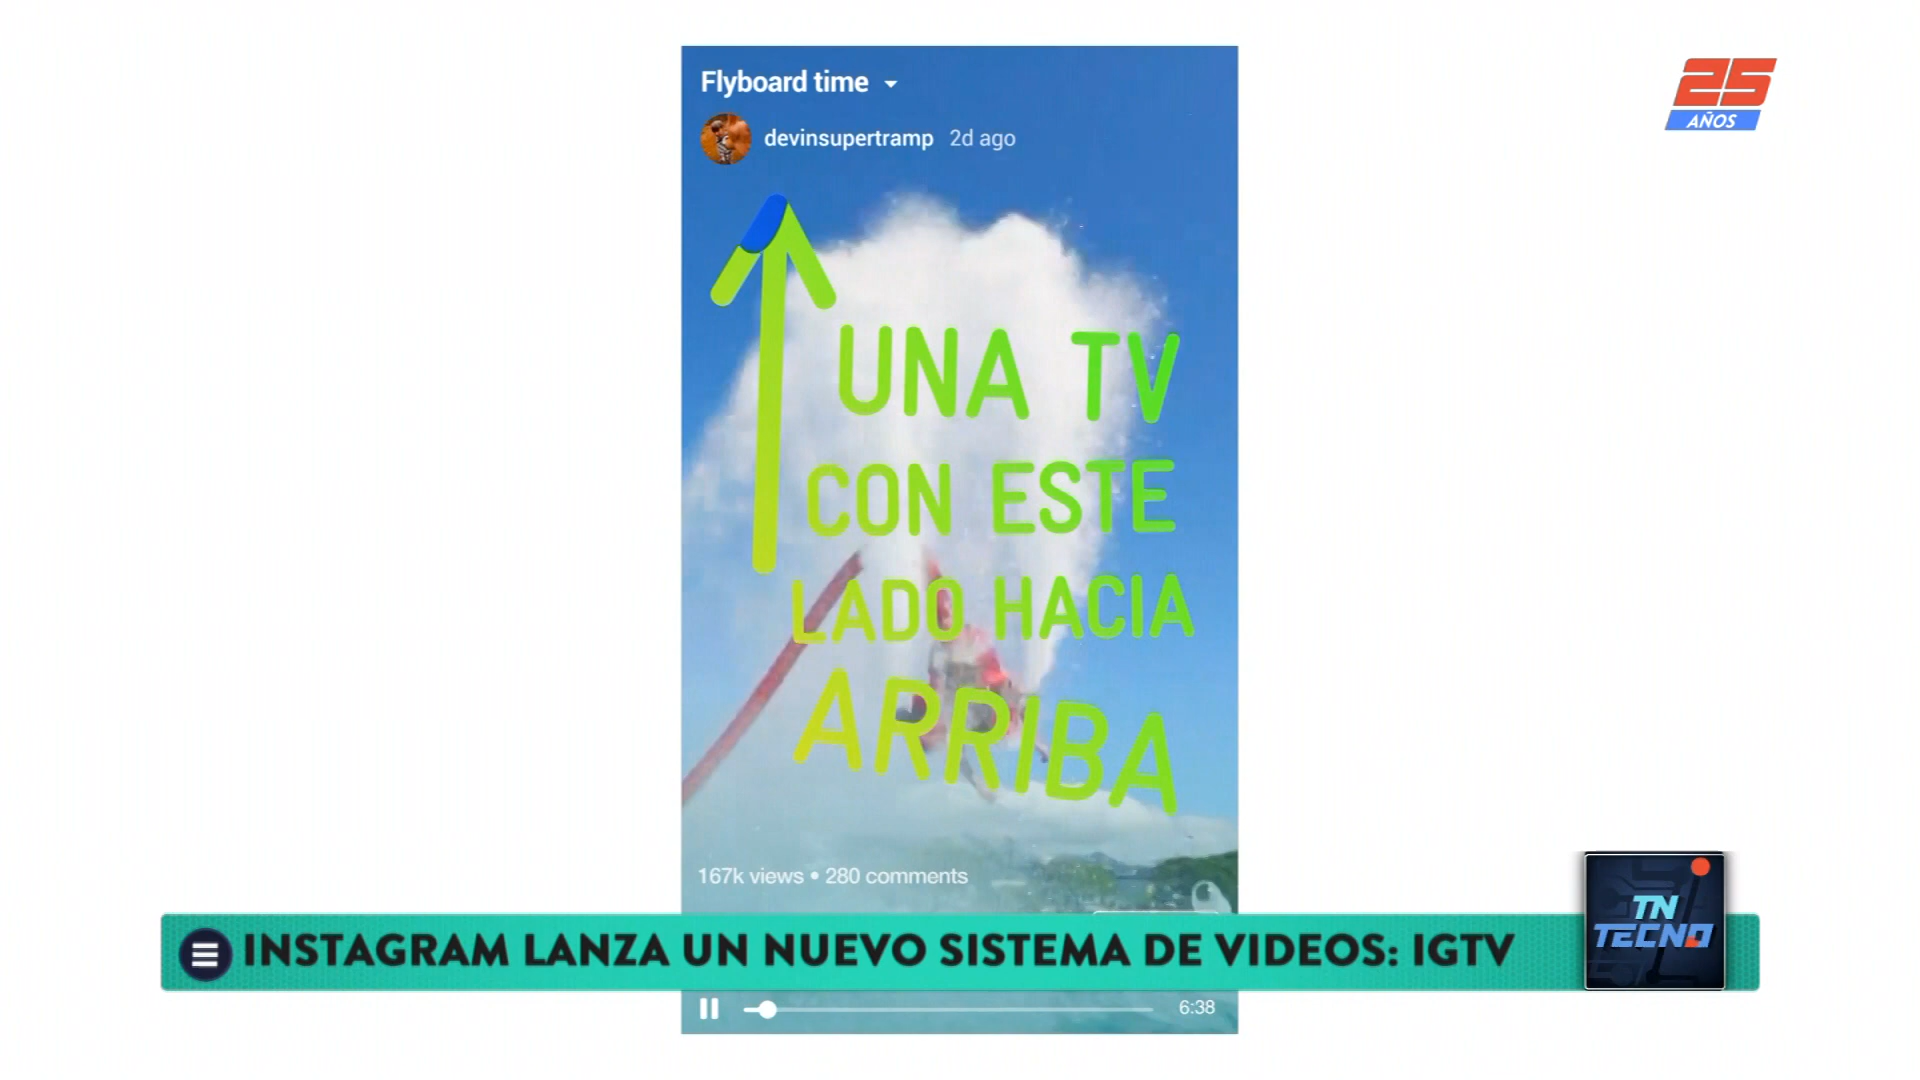 Flyboard time
devinsupertramp 2d ago
25
AÑOS
UNA TV
CON ESTE
LADO HACIA
ARRIBA
167k views • 280 comments
INSTAGRAM LANZA UN NUEVO SISTEMA DE VIDEOS: IGTV
TN
TECNO
6:38